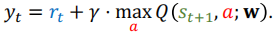 y_t = r_t + γ · max_a Q(s_{t+1}, a; w).